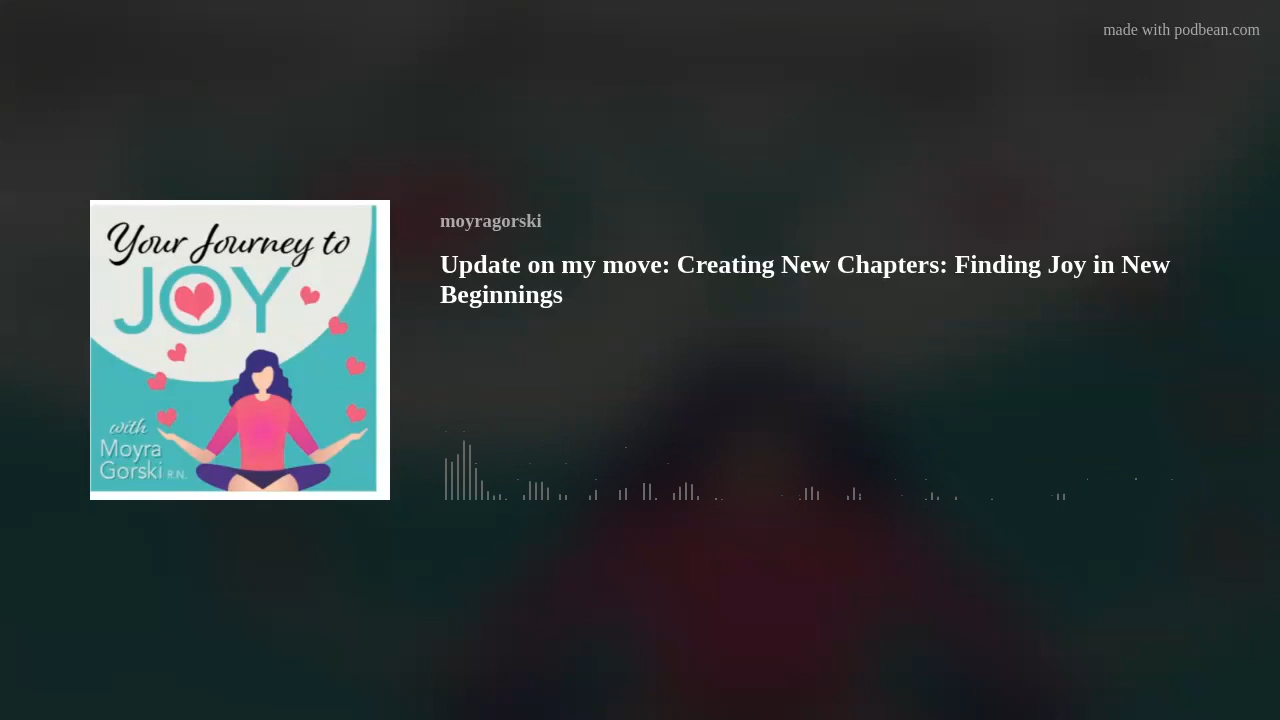 made with podbean.com
Your Journey to
JOY
with
Moyra
Gorski R.N.
moyragorski
Update on my move: Creating New Chapters: Finding Joy in New
Beginnings